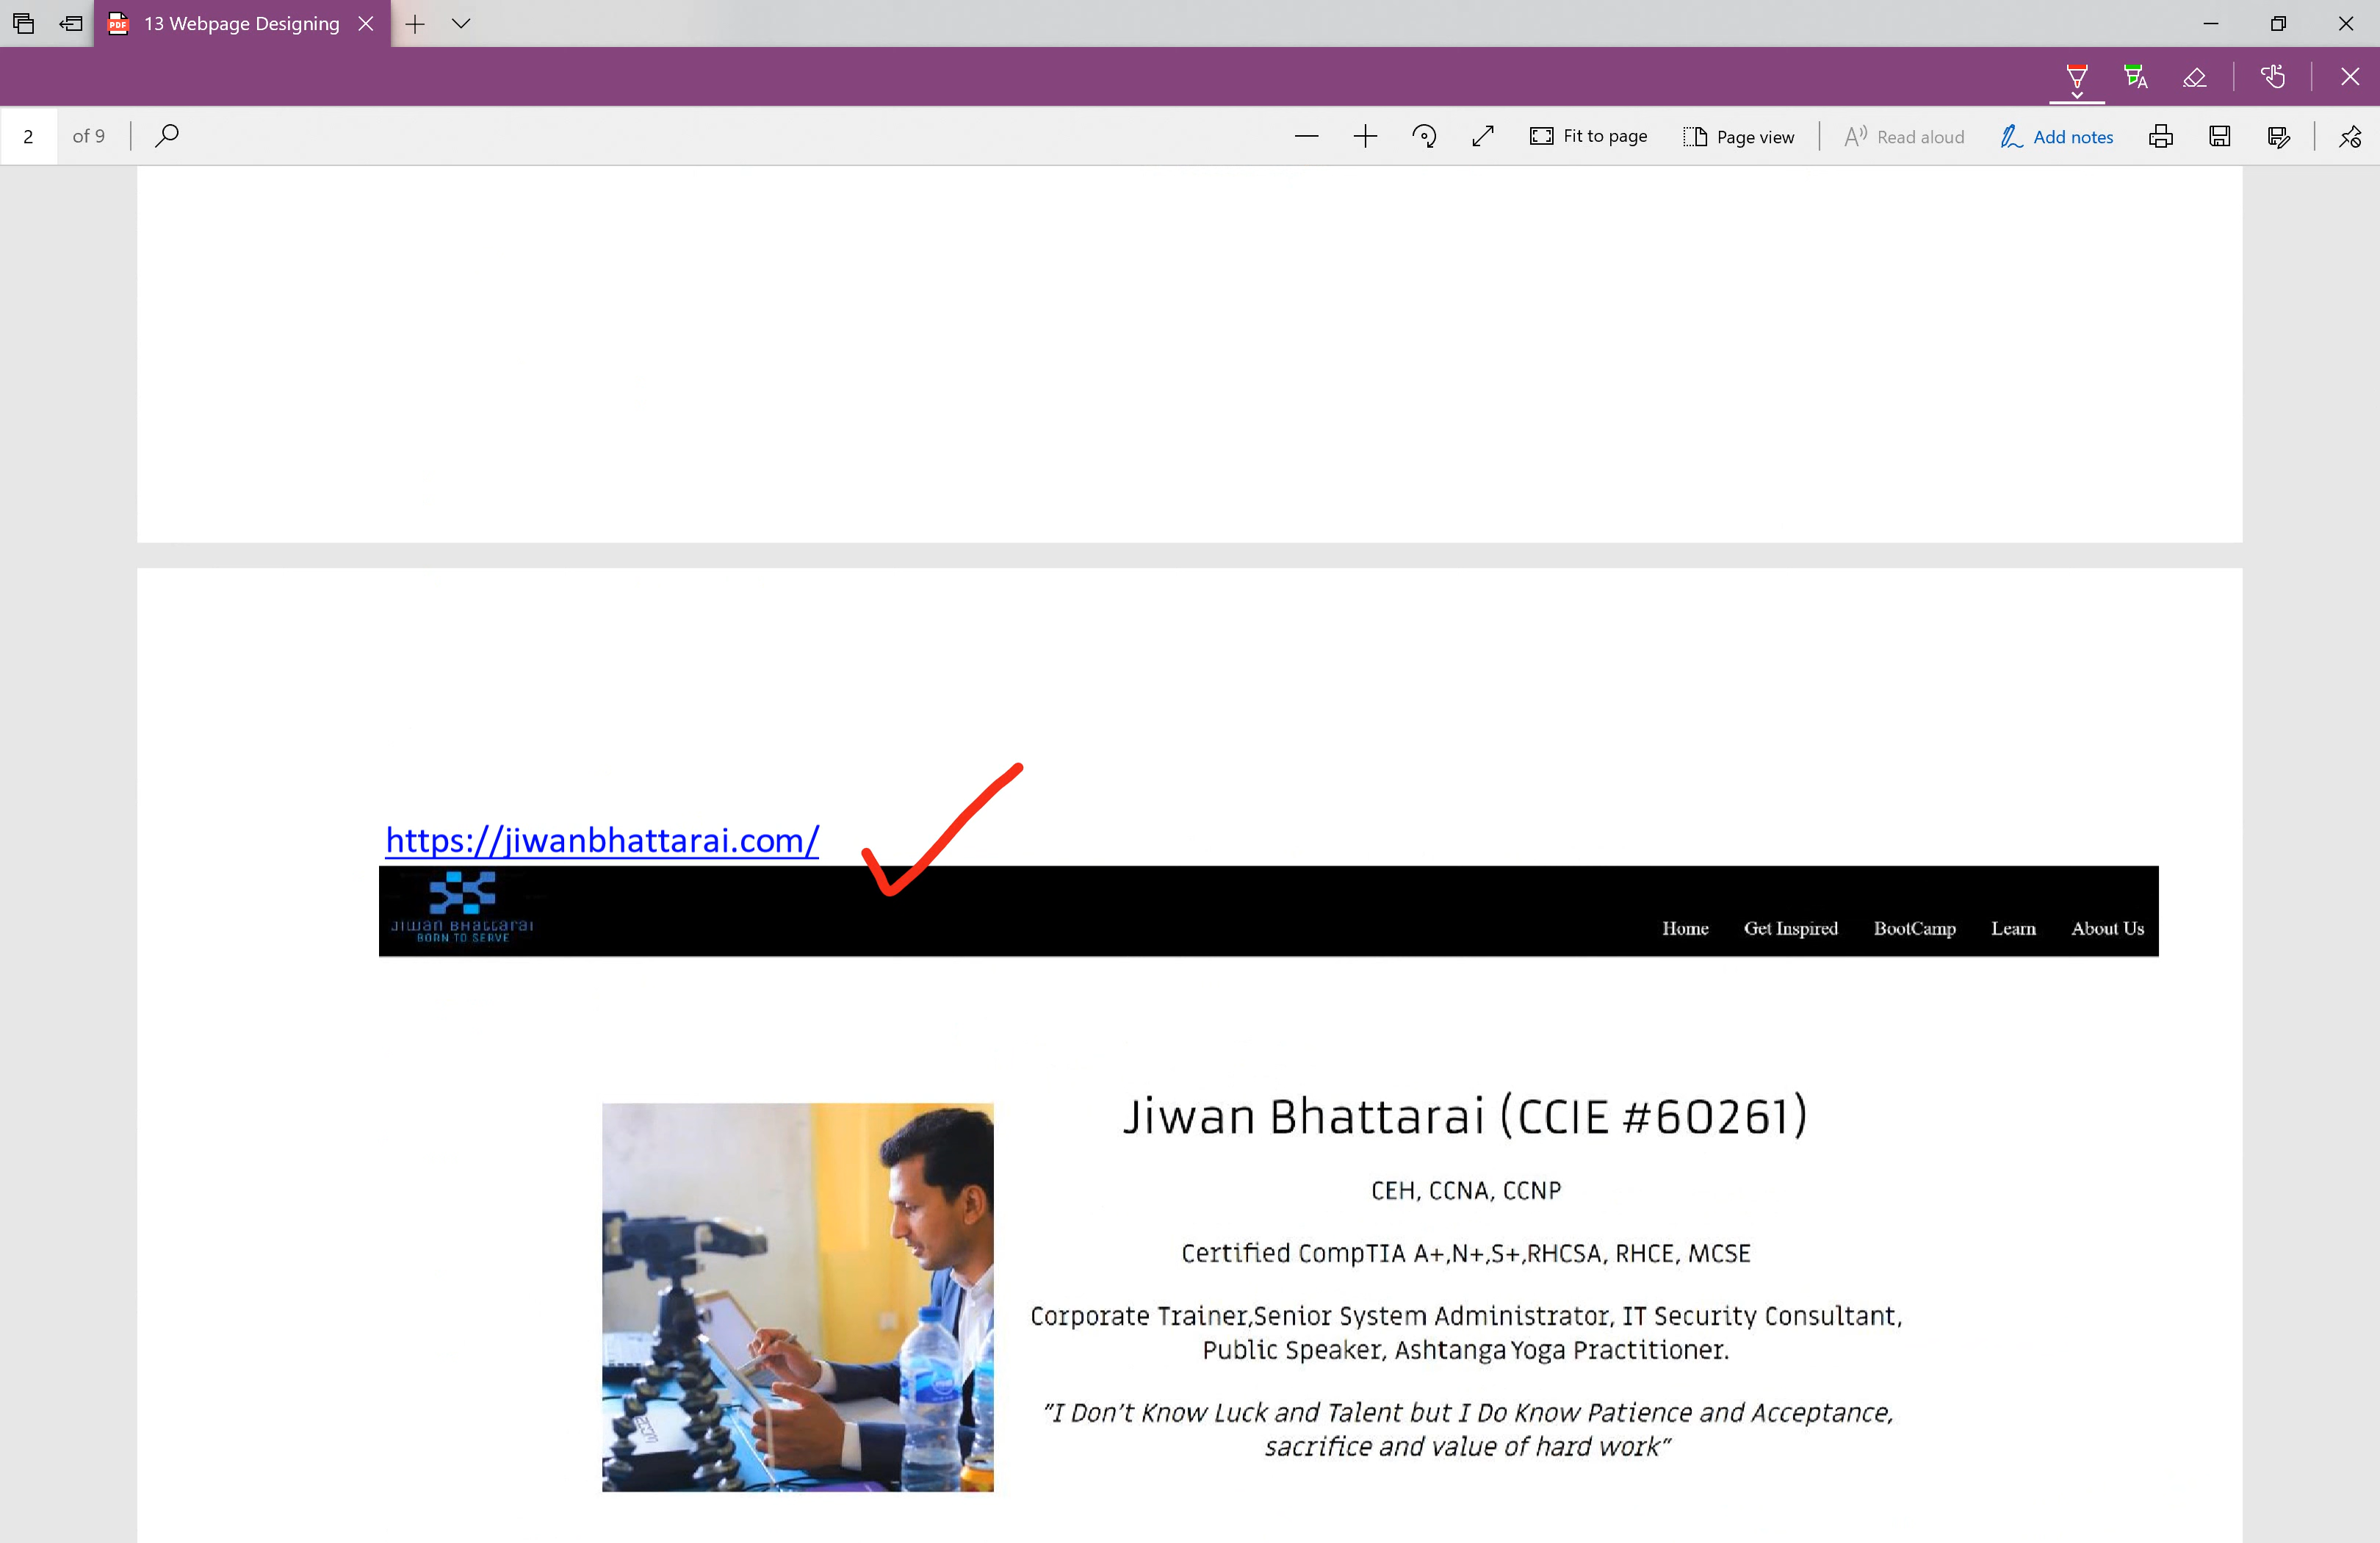 13 Webpage Designing
2 of 9
Fit to page
Page view
Read aloud
Add notes
https://jiwanbhattarai.com/
JIWAN BHATTARAI
BORN TO SERVE
Home Get Inspired BootCamp Learn About Us
Jiwan Bhattarai (CCIE #60261)
CEH, CCNA, CCNP
Certified CompTIA A+,N+,S+,RHCSA, RHCE, MCSE
Corporate Trainer,Senior System Administrator, IT Security Consultant,
Public Speaker, Ashtanga Yoga Practitioner.
"I Don't Know Luck and Talent but I Do Know Patience and Acceptance,
sacrifice and value of hard work"